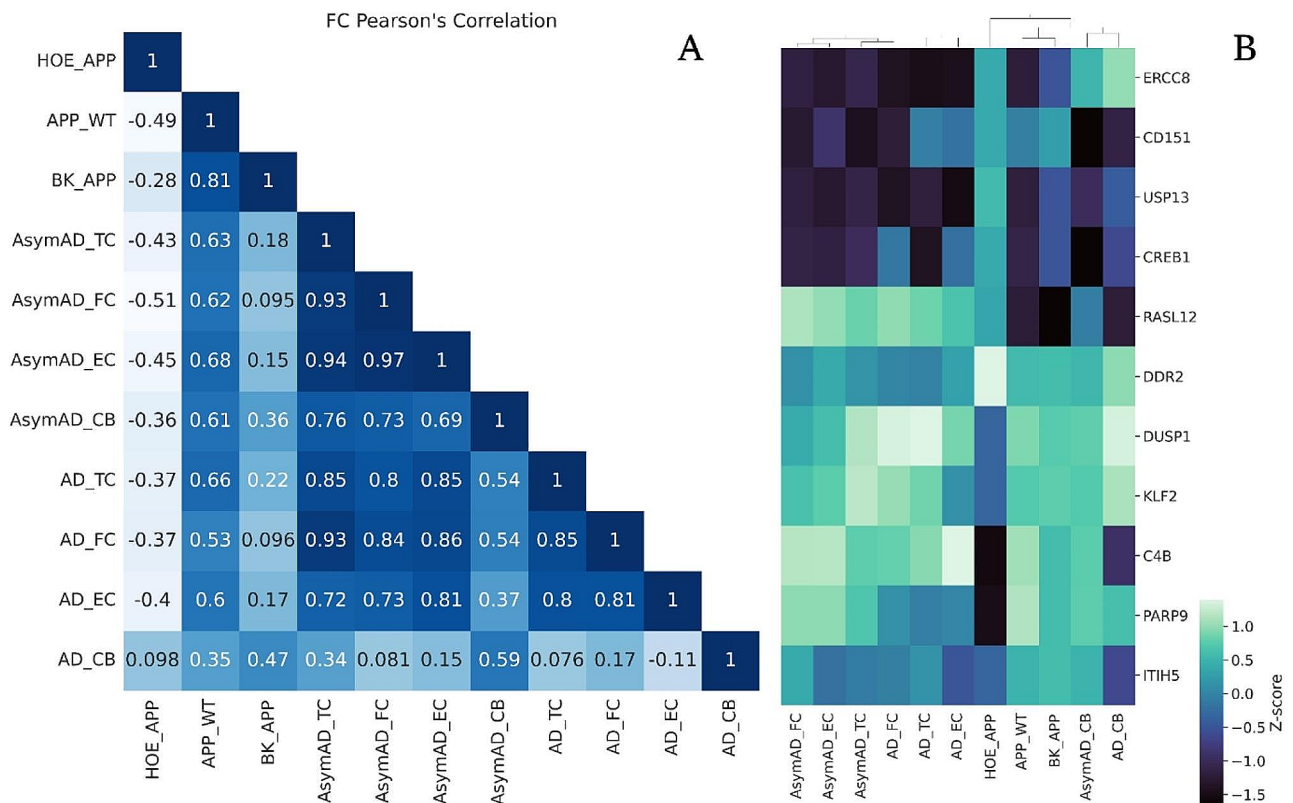 FC Pearson's Correlation
A
B
HOE_APP 1
APP_WT -0.49 1
BK_APP -0.28 0.81 1
AsymAD_TC -0.43 0.63 0.18 1
AsymAD_FC -0.51 0.62 0.095 0.93 1
AsymAD_EC -0.45 0.68 0.15 0.94 0.97 1
AsymAD_CB -0.36 0.61 0.36 0.76 0.73 0.69 1
AD_TC -0.37 0.66 0.22 0.85 0.8 0.85 0.54 1
AD_FC -0.37 0.53 0.096 0.93 0.84 0.86 0.54 0.85 1
AD_EC -0.4 0.6 0.17 0.72 0.73 0.81 0.37 0.8 0.81 1
AD_CB 0.098 0.35 0.47 0.34 0.081 0.15 0.59 0.076 0.17 -0.11 1
HOE_APP
APP_WT
BK_APP
AsymAD_TC
AsymAD_FC
AsymAD_EC
AsymAD_CB
AD_TC
AD_FC
AD_EC
AD_CB
ERCC8
CD151
USP13
CREB1
RASL12
DDR2
DUSP1
KLF2
C4B
PARP9
ITIH5
AsymAD_FC
AsymAD_EC
AsymAD_TC
AD_FC
AD_TC
AD_EC
HOE_APP
APP_WT
BK_APP
AsymAD_CB
AD_CB
1.0
0.5
0.0
−0.5
−1.0
−1.5
Z-score